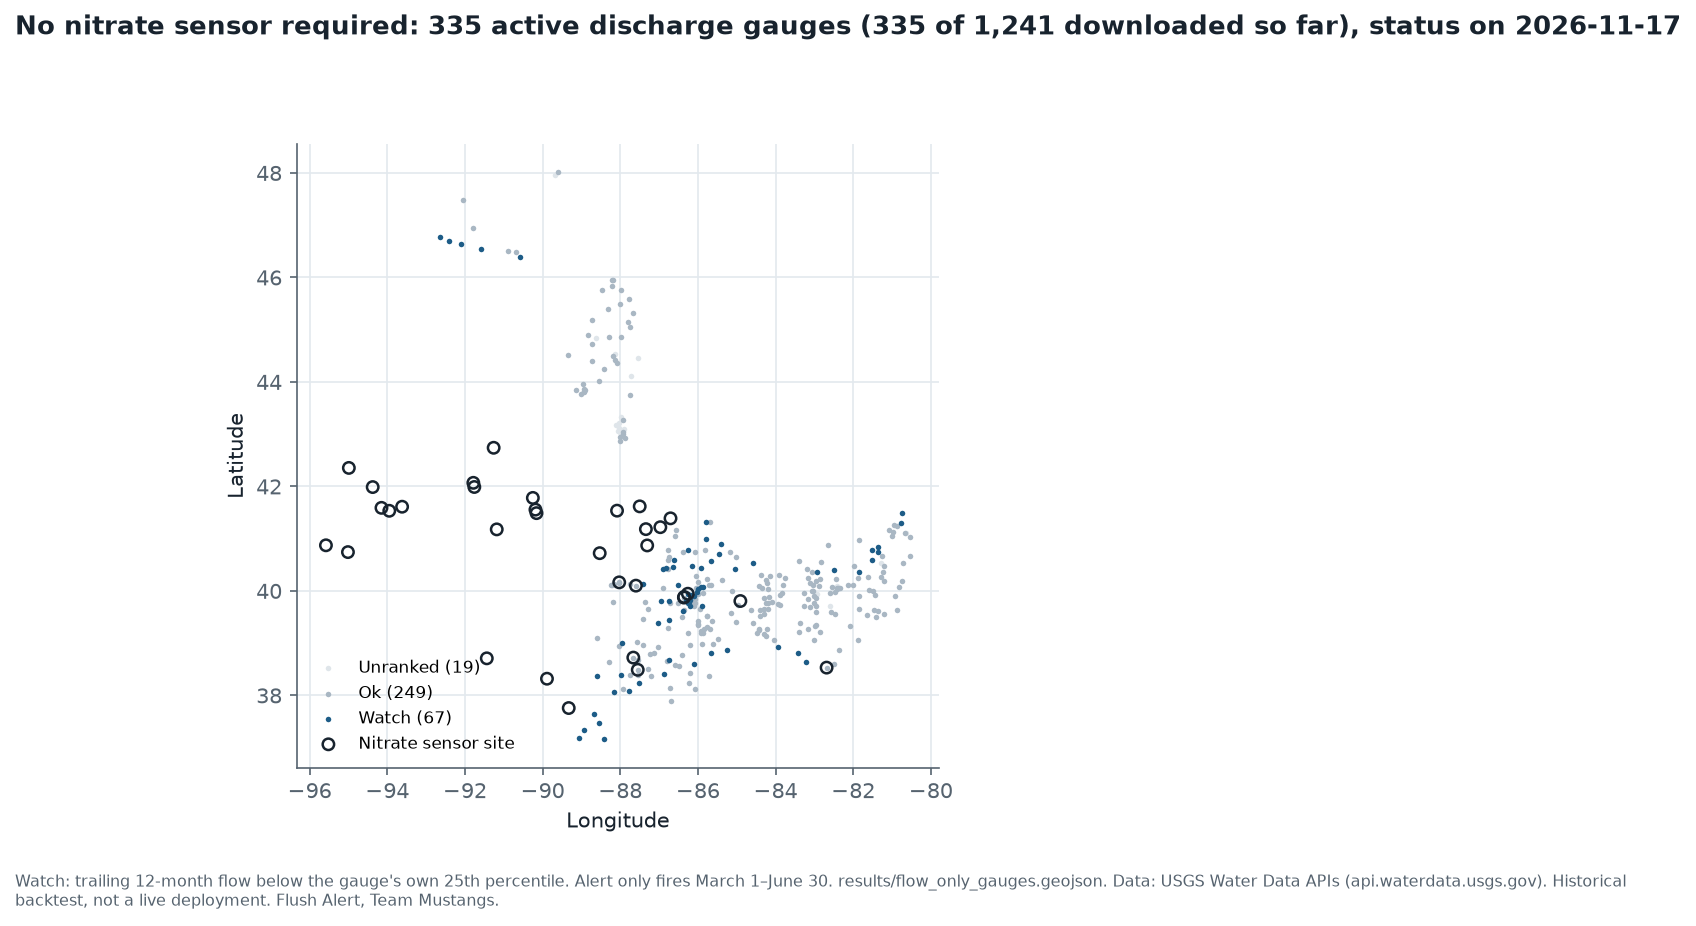 No nitrate sensor required: 335 active discharge gauges (335 of 1,241 downloaded so far), status on 2026-11-17
48
46
44
42
40
38
Latitude
Unranked (19)
Ok (249)
Watch (67)
Nitrate sensor site
−96 −94 −92 −90 −88 −86 −84 −82 −80
Longitude
Watch: trailing 12-month flow below the gauge's own 25th percentile. Alert only fires March 1–June 30. results/flow_only_gauges.geojson. Data: USGS Water Data APIs (api.waterdata.usgs.gov). Historical
backtest, not a live deployment. Flush Alert, Team Mustangs.